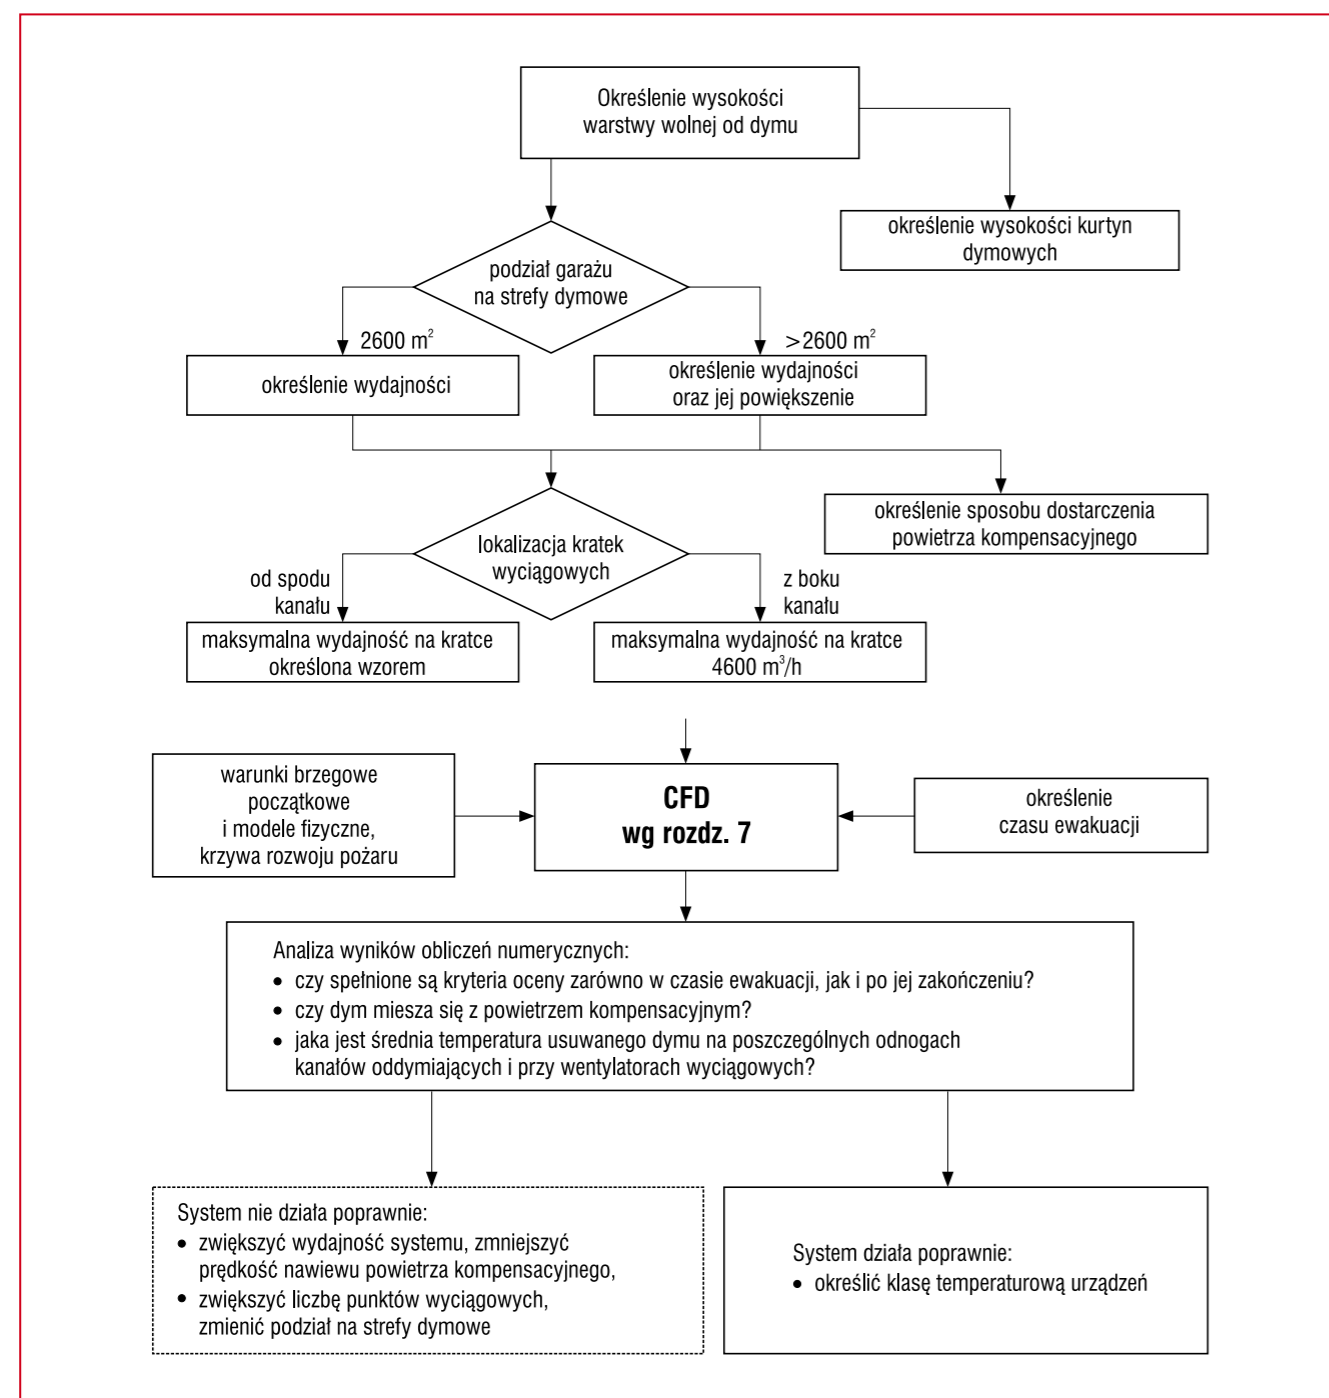 Określenie wysokości
warstwy wolnej od dymu
określenie wysokości kurtyn
dymowych
podział garażu
na strefy dymowe
2600 m²
>2600 m²
określenie wydajności
określenie wydajności
oraz jej powiększenie
określenie sposobu dostarczenia
powietrza kompensacyjnego
lokalizacja kratek
wyciągowych
od spodu
kanału
z boku
kanału
maksymalna wydajność na kratce
określona wzorem
maksymalna wydajność na kratce
4600 m³/h
warunki brzegowe
początkowe
i modele fizyczne,
krzywa rozwoju pożaru
CFD
wg rozdz. 7
określenie
czasu ewakuacji
Analiza wyników obliczeń numerycznych:
• czy spełnione są kryteria oceny zarówno w czasie ewakuacji, jak i po jej zakończeniu?
• czy dym miesza się z powietrzem kompensacyjnym?
• jaka jest średnia temperatura usuwanego dymu na poszczególnych odnogach
kanałów oddymiających i przy wentylatorach wyciągowych?
System nie działa poprawnie:
• zwiększyć wydajność systemu, zmniejszyć
prędkość nawiewu powietrza kompensacyjnego,
• zwiększyć liczbę punktów wyciągowych,
zmienić podział na strefy dymowe
System działa poprawnie:
• określić klasę temperaturową urządzeń